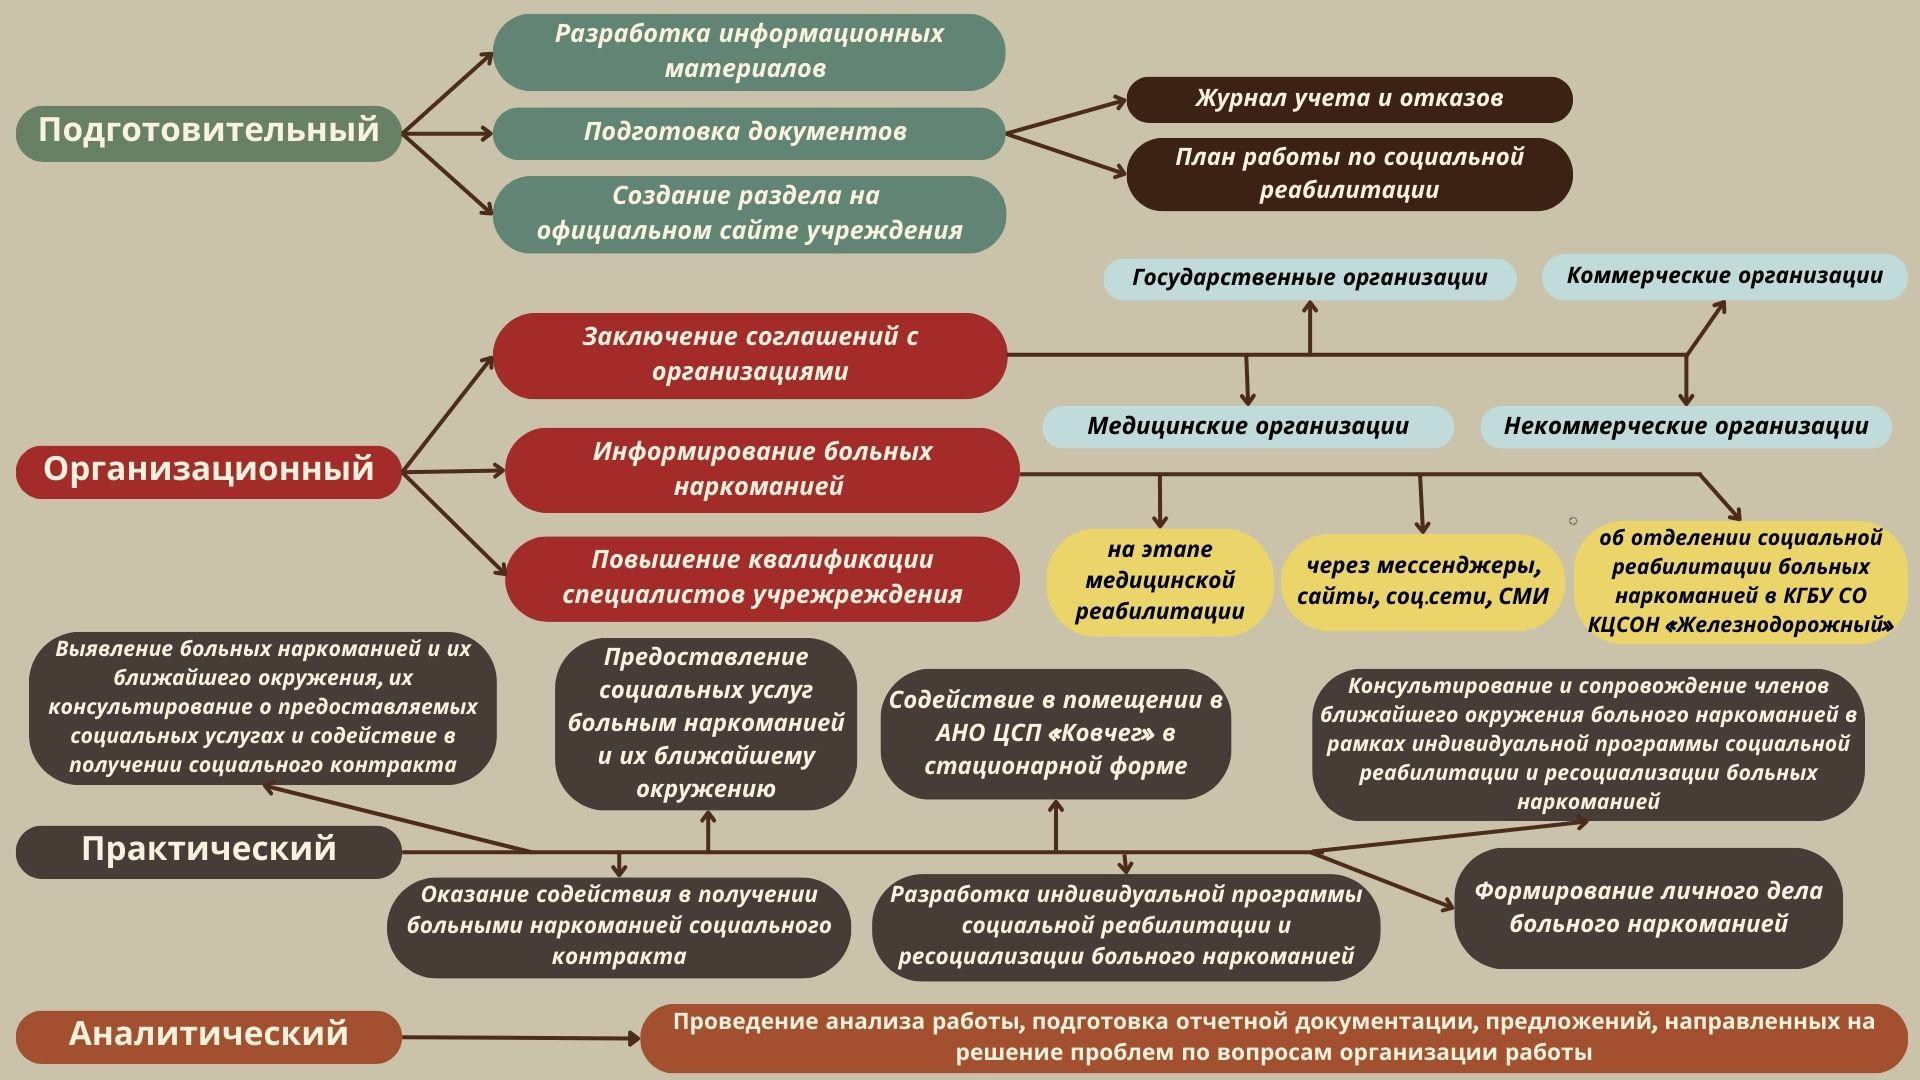 Подготовительный
Разработка информационных
материалов
Подготовка документов
Создание раздела на
официальном сайте учреждения
Журнал учета и отказов
План работы по социальной
реабилитации
Организационный
Заключение соглашений с
организациями
Государственные организации
Коммерческие организации
Медицинские организации
Некоммерческие организации
Информирование больных
наркоманией
на этапе
медицинской
реабилитации
через мессенджеры,
сайты, соц.сети, СМИ
об отделении социальной
реабилитации больных
наркоманией в КГБУ СО
КЦСОН «Железнодорожный»
Повышение квалификации
специалистов учрежреждения
Практический
Выявление больных наркоманией и их
ближайшего окружения, их
консультирование о предоставляемых
социальных услугах и содействие в
получении социального контракта
Предоставление
социальных услуг
больным наркоманией
и их ближайшему
окружению
Содействие в помещении в
АНО ЦСП «Ковчег» в
стационарной форме
Консультирование и сопровождение членов
ближайшего окружения больного наркоманией в
рамках индивидуальной программы социальной
реабилитации и ресоциализации больных
наркоманией
Оказание содействия в получении
больными наркоманией социального
контракта
Разработка индивидуальной программы
социальной реабилитации и
ресоциализации больного наркоманией
Формирование личного дела
больного наркоманией
Аналитический
Проведение анализа работы, подготовка отчетной документации, предложений, направленных на
решение проблем по вопросам организации работы